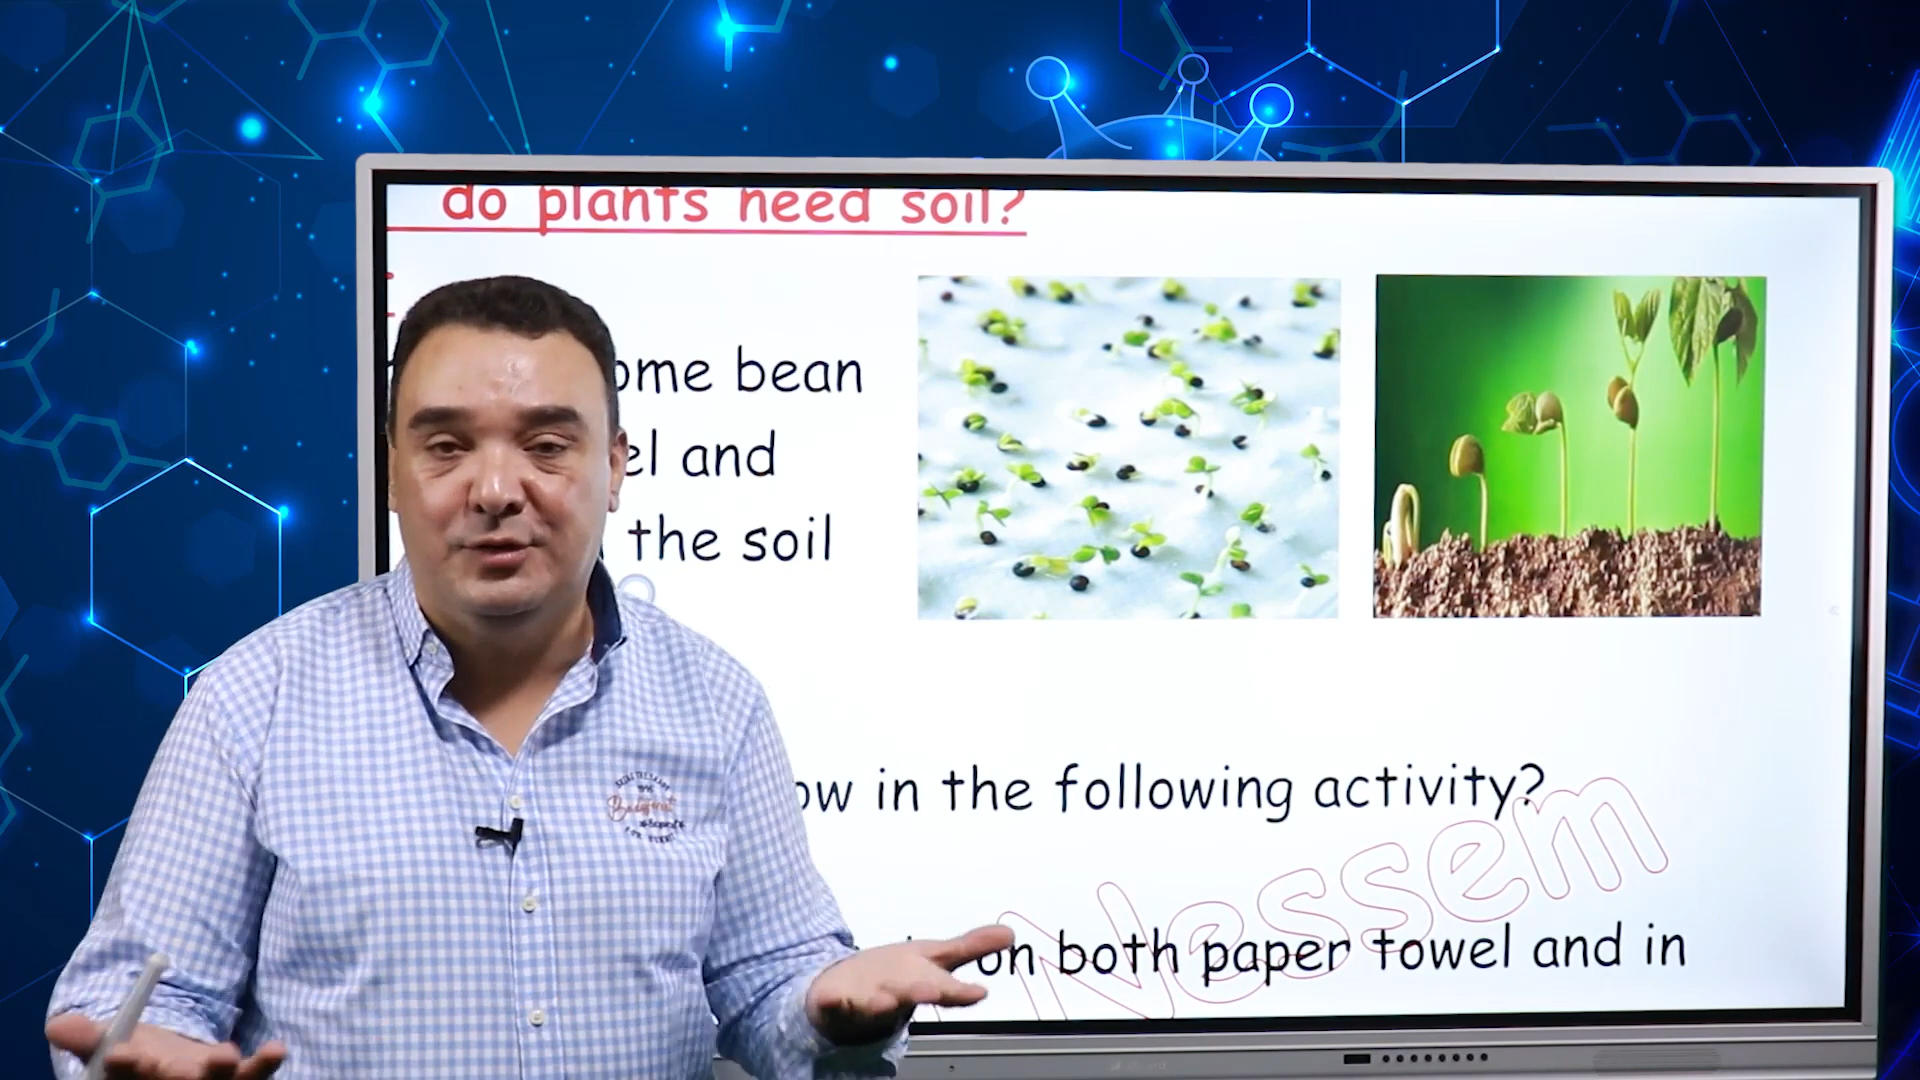 do plants need soil?
ome bean
el and
the soil
ow in the following activity?
on both paper towel and in
Nessem